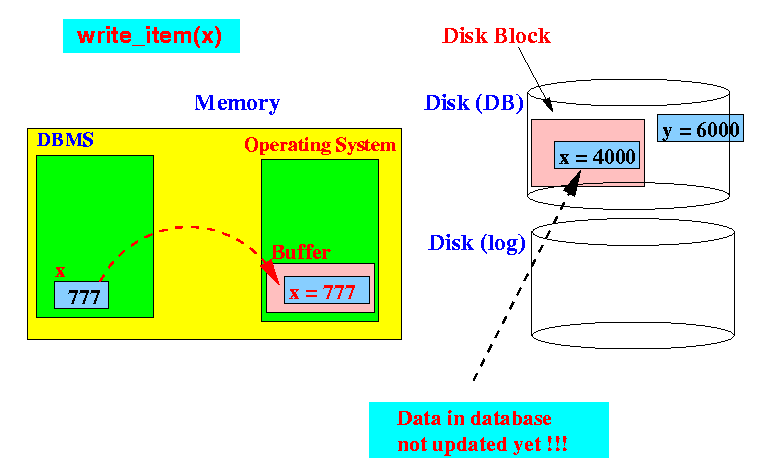 write_item(x)
Disk Block
Memory
Disk (DB)
DBMS
Operating System
y = 6000
x = 4000
Disk (log)
Buffer
x
777
x = 777
Data in database
not updated yet !!!